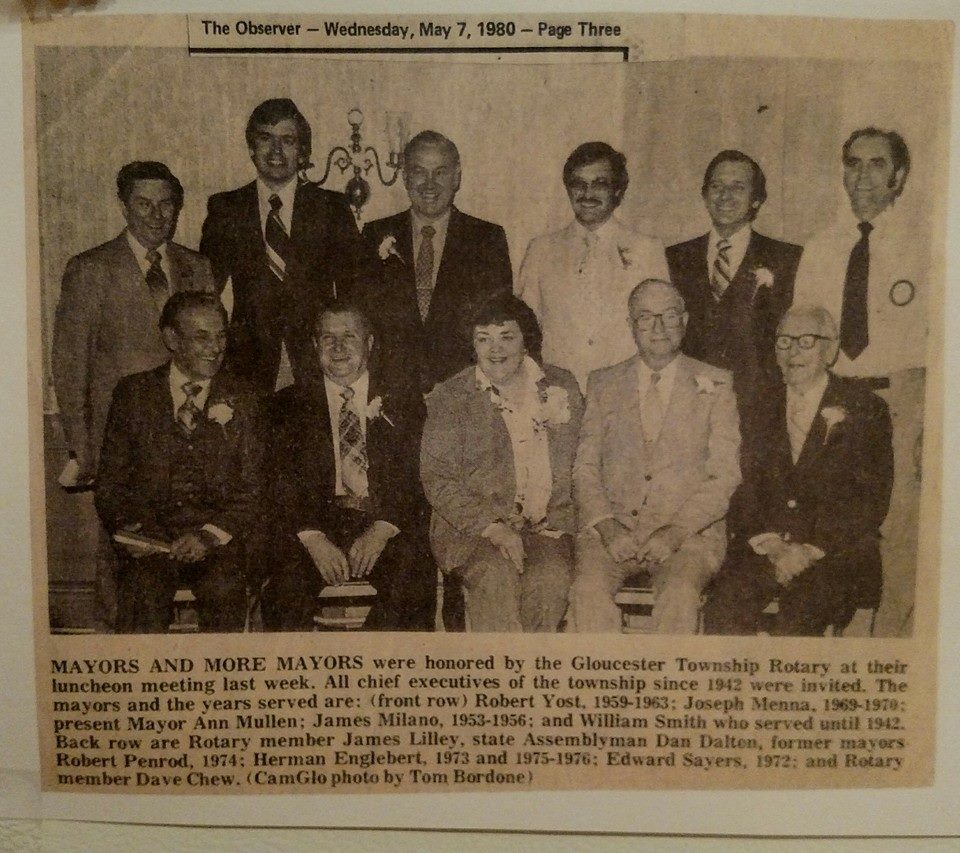 The Observer — Wednesday, May 7, 1980 — Page Three
MAYORS AND MORE MAYORS were honored by the Gloucester Township Rotary at their
luncheon meeting last week. All chief executives of the township since 1942 were invited. The
mayors and the years served are: (front row) Robert Yost, 1959-1963; Joseph Menna, 1969-1970;
present Mayor Ann Mullen; James Milano, 1953-1956; and William Smith who served until 1942.
Back row are Rotary member James Lilley, state Assemblyman Dan Dalton, former mayors
Robert Penrod, 1974; Herman Englebert, 1973 and 1975-1976; Edward Sayers, 1972; and Rotary
member Dave Chew. (CamGlo photo by Tom Bordone)